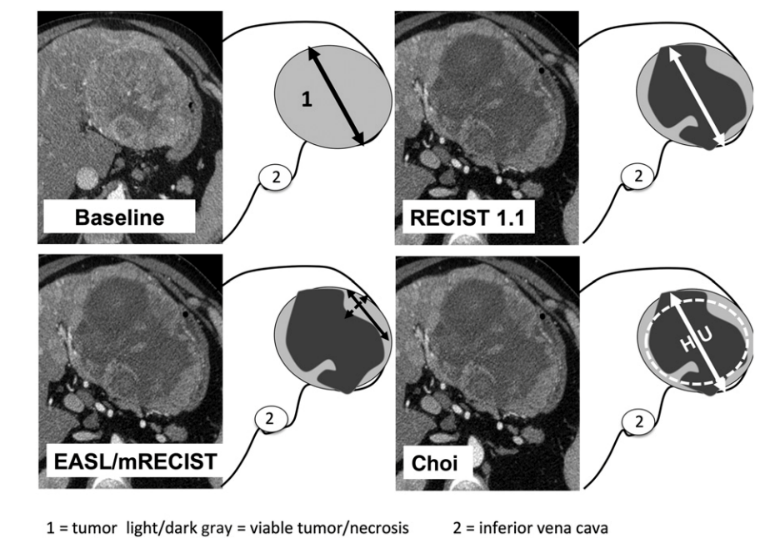 1
2
Baseline
2
RECIST 1.1
2
EASL/mRECIST
HU
2
Choi
1 = tumor light/dark gray = viable tumor/necrosis 2 = inferior vena cava